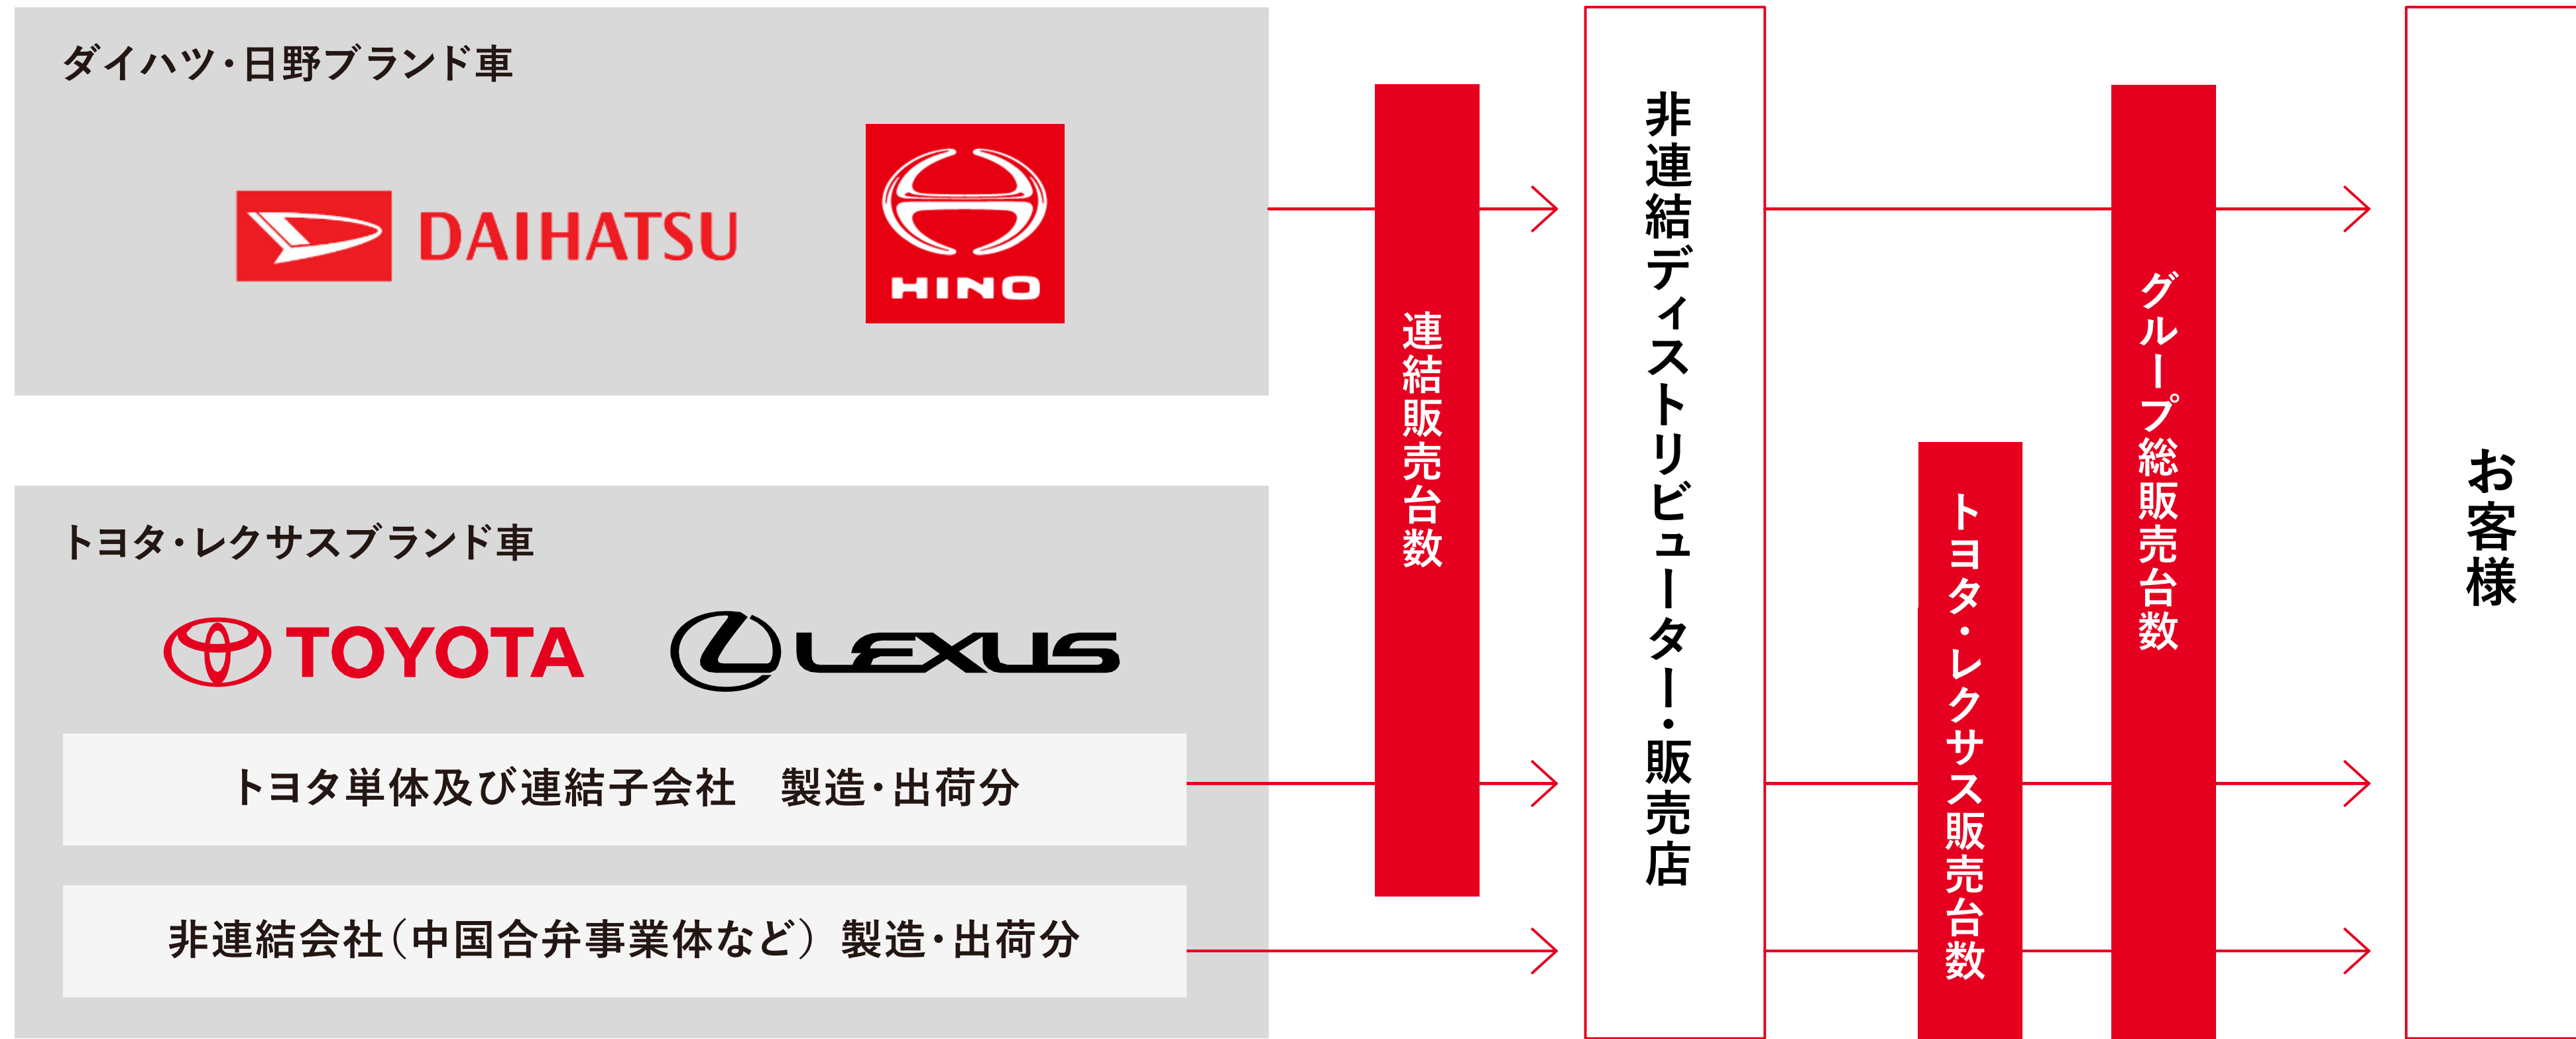 ダイハツ・日野ブランド車
DAIHATSU
HINO
トヨタ・レクサスブランド車
TOYOTA
LEXUS
トヨタ単体及び連結子会社　製造・出荷分
非連結会社（中国合弁事業体など）製造・出荷分
連結販売台数
非連結ディストリビューター・販売店
トヨタ・レクサス販売台数
グループ総販売台数
お客様